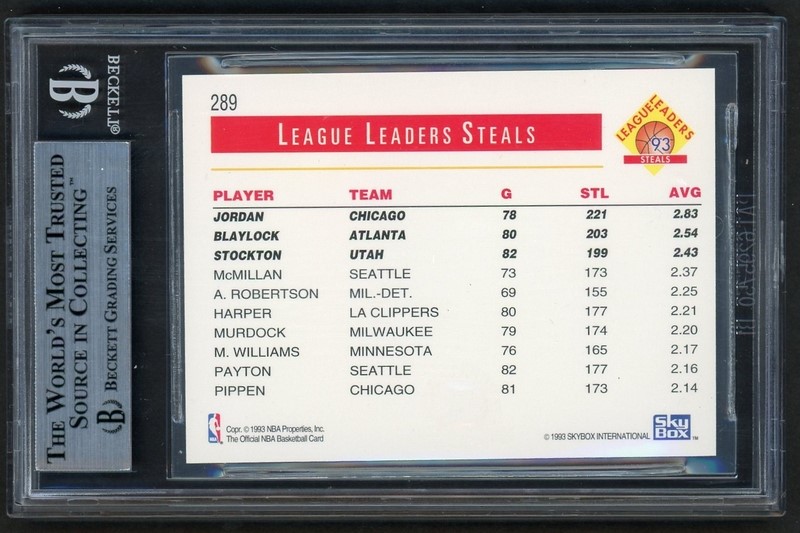 BECKETT®
B
THE WORLD'S MOST TRUSTED
SOURCE IN COLLECTING™
B BECKETT GRADING SERVICES
289
LEAGUE LEADERS STEALS
LEAGUE LEADERS
'93
STEALS
PLAYER TEAM G STL AVG
JORDAN CHICAGO 78 221 2.83
BLAYLOCK ATLANTA 80 203 2.54
STOCKTON UTAH 82 199 2.43
McMILLAN SEATTLE 73 173 2.37
A. ROBERTSON MIL.-DET. 69 155 2.25
HARPER LA CLIPPERS 80 177 2.21
MURDOCK MILWAUKEE 79 174 2.20
M. WILLIAMS MINNESOTA 76 165 2.17
PAYTON SEATTLE 82 177 2.16
PIPPEN CHICAGO 81 173 2.14
NBA
Copr. © 1993 NBA Properties, Inc.
The Official NBA Basketball Card
© 1993 SKYBOX INTERNATIONAL
SkyBox™